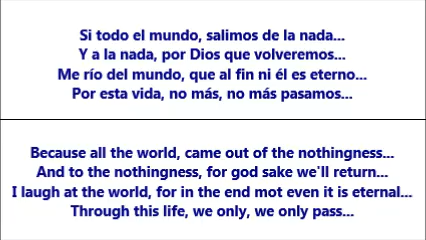 Si todo el mundo, salimos de la nada...
Y a la nada, por Dios que volveremos...
Me río del mundo, que al fin ni él es eterno...
Por esta vida, no más, no más pasamos...
Because all the world, came out of the nothingness...
And to the nothingness, for god sake we'll return...
I laugh at the world, for in the end mot even it is eternal...
Through this life, we only, we only pass...